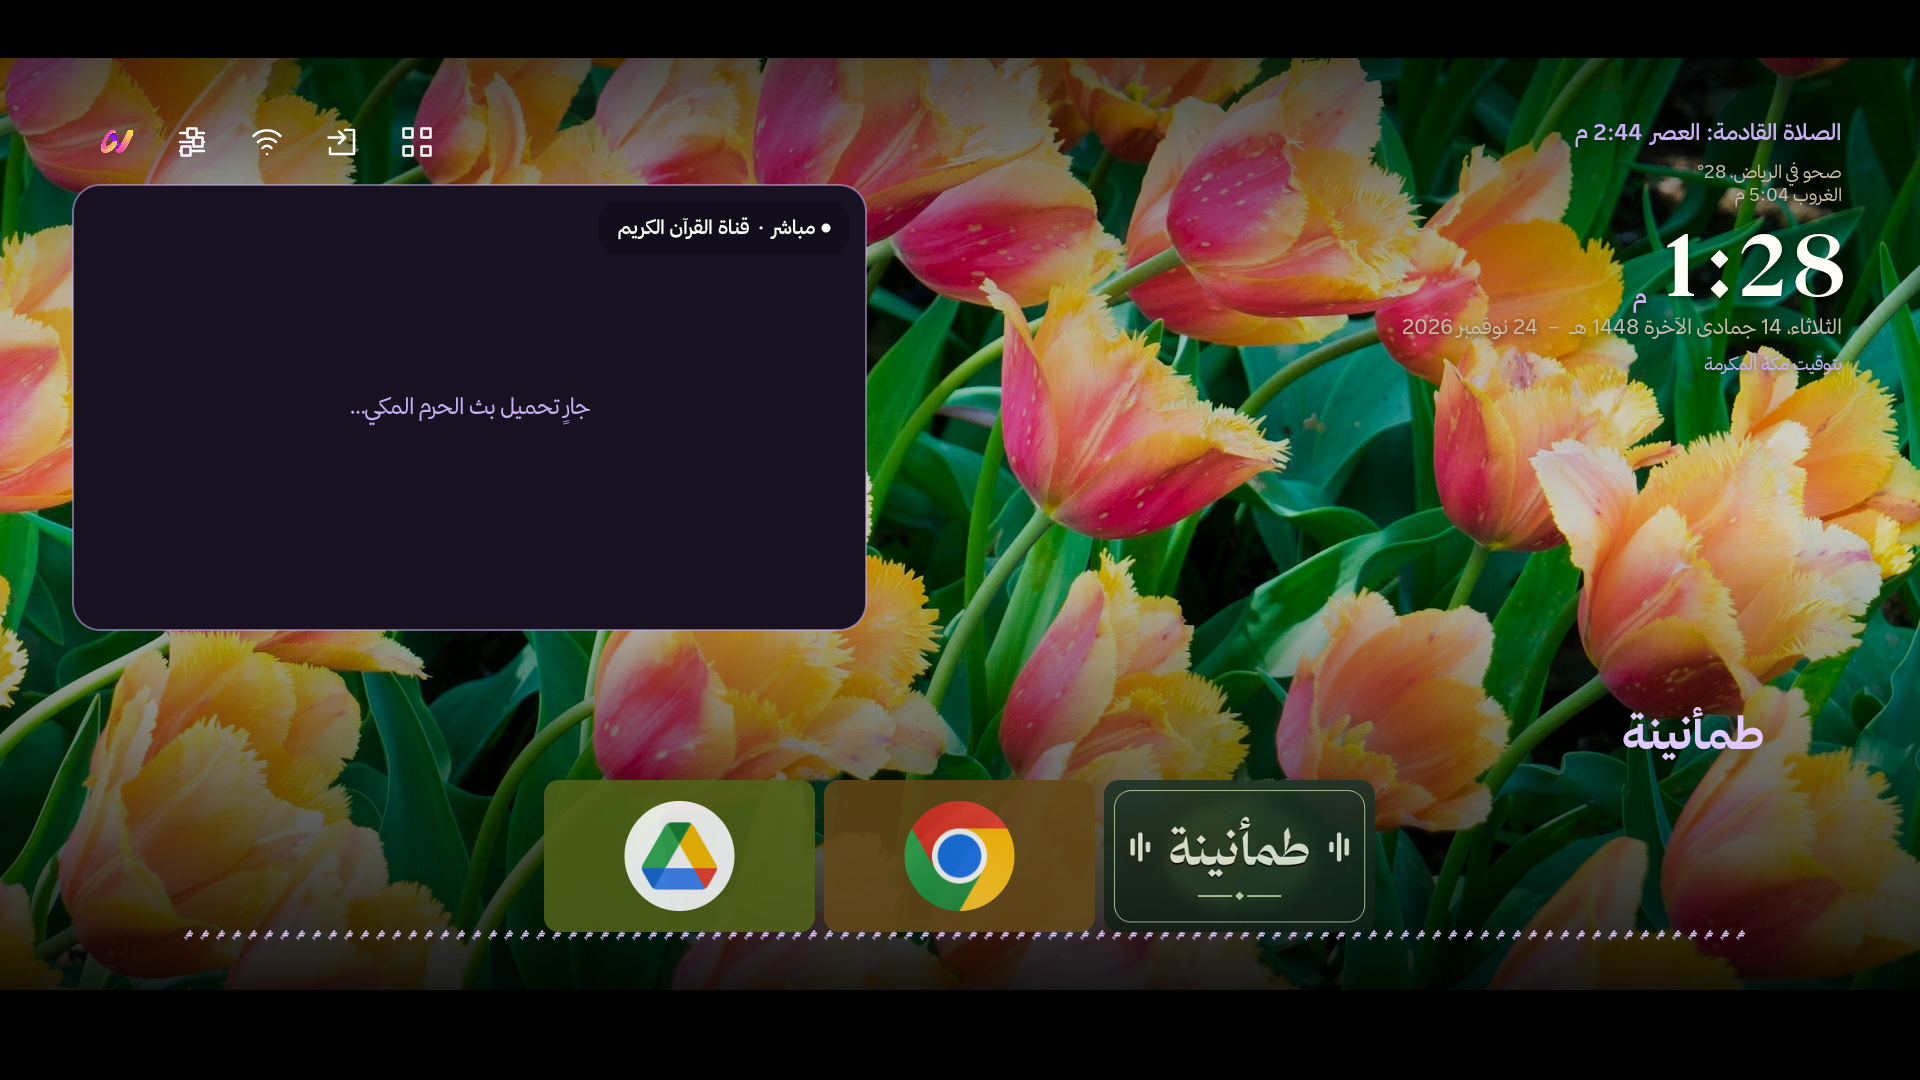 الصلاة القادمة: العصر 2:44 م
صحو في الرياض، 28°
الغروب 5:04 م
1:28 م
الثلاثاء، 14 جمادى الآخرة 1448 هـ – 24 نوفمبر 2026
بتوقيت مكة المكرمة
● مباشر · قناة القرآن الكريم
جارٍ تحميل بث الحرم المكي...
طمأنينة
طمأنينة